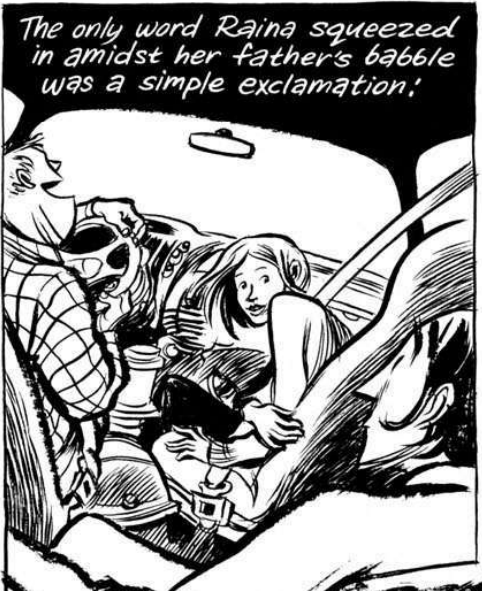 The only word Raina squeezed
in amidst her father's babble
was a simple exclamation: